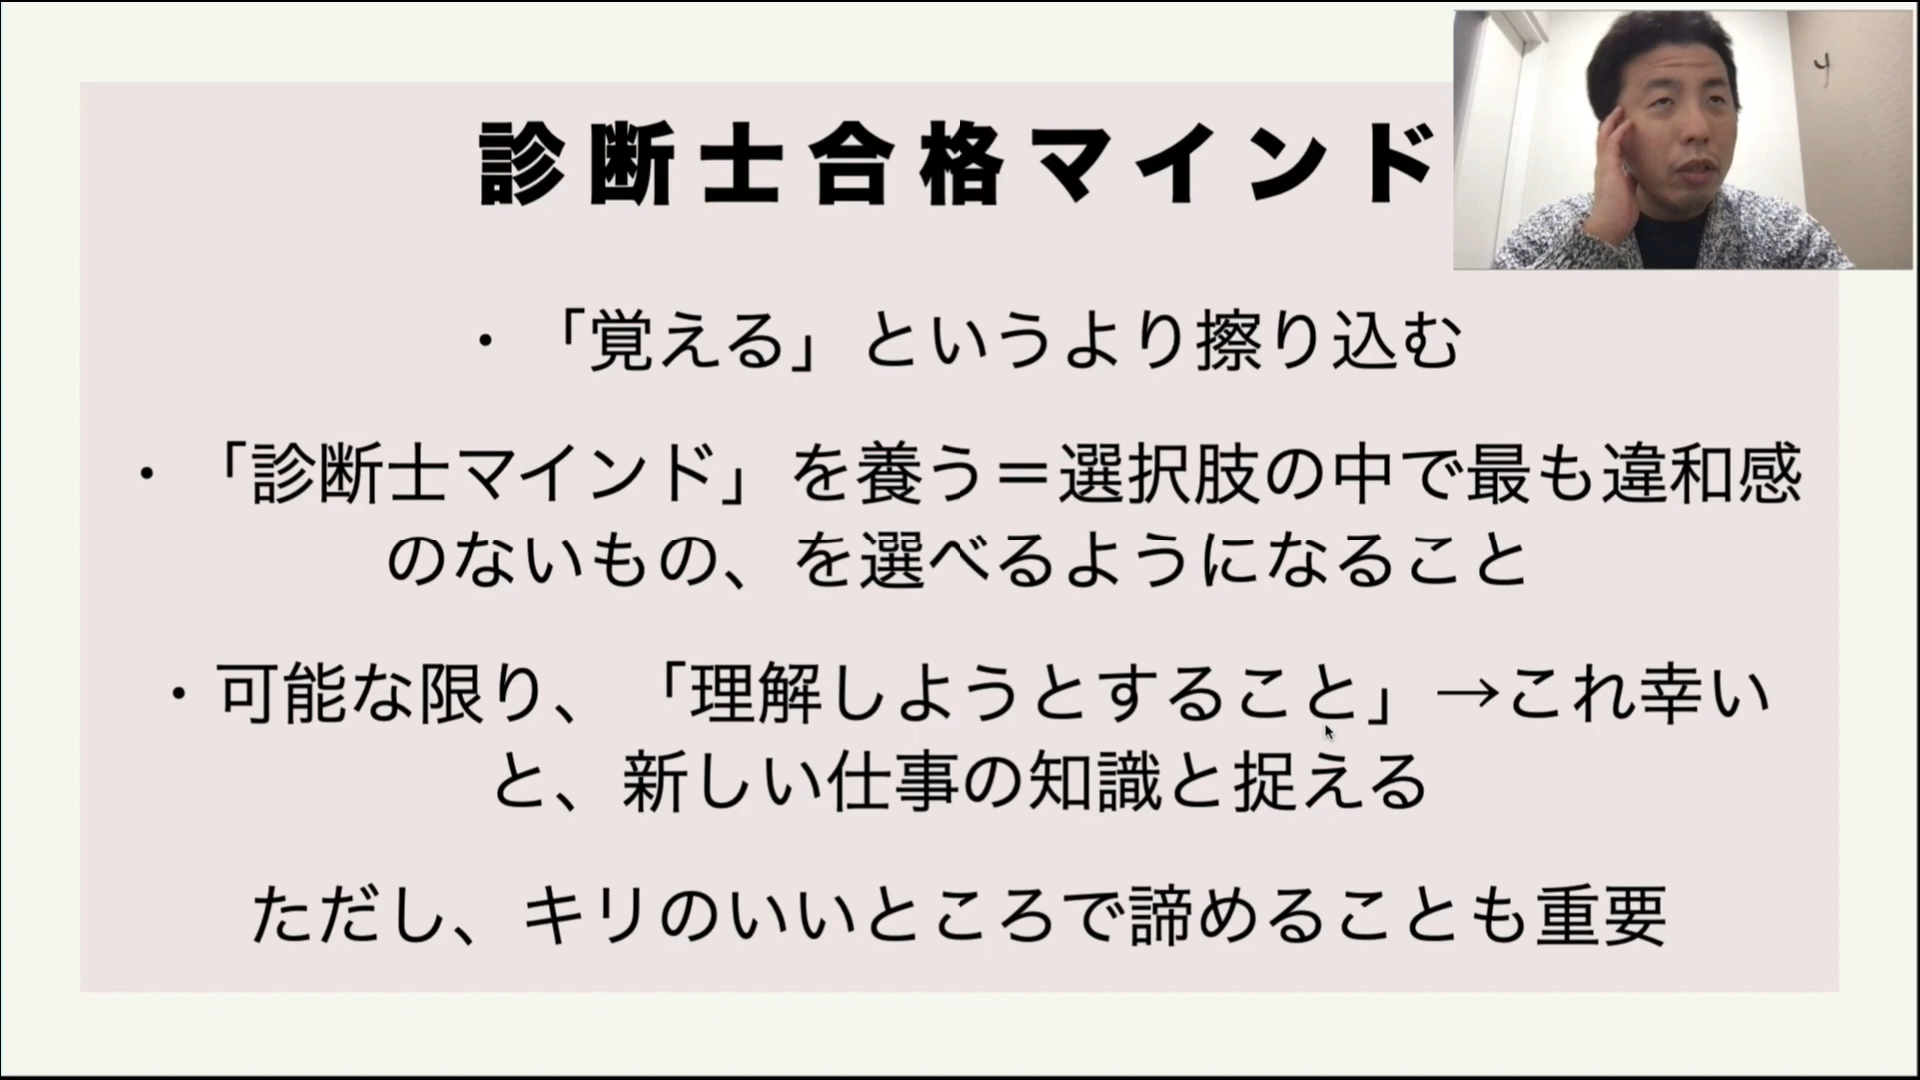 診断士合格マインド
・「覚える」というより擦り込む
・「診断士マインド」を養う＝選択肢の中で最も違和感
のないもの、を選べるようになること
・可能な限り、「理解しようとすること」→これ幸い
と、新しい仕事の知識と捉える
ただし、キリのいいところで諦めることも重要